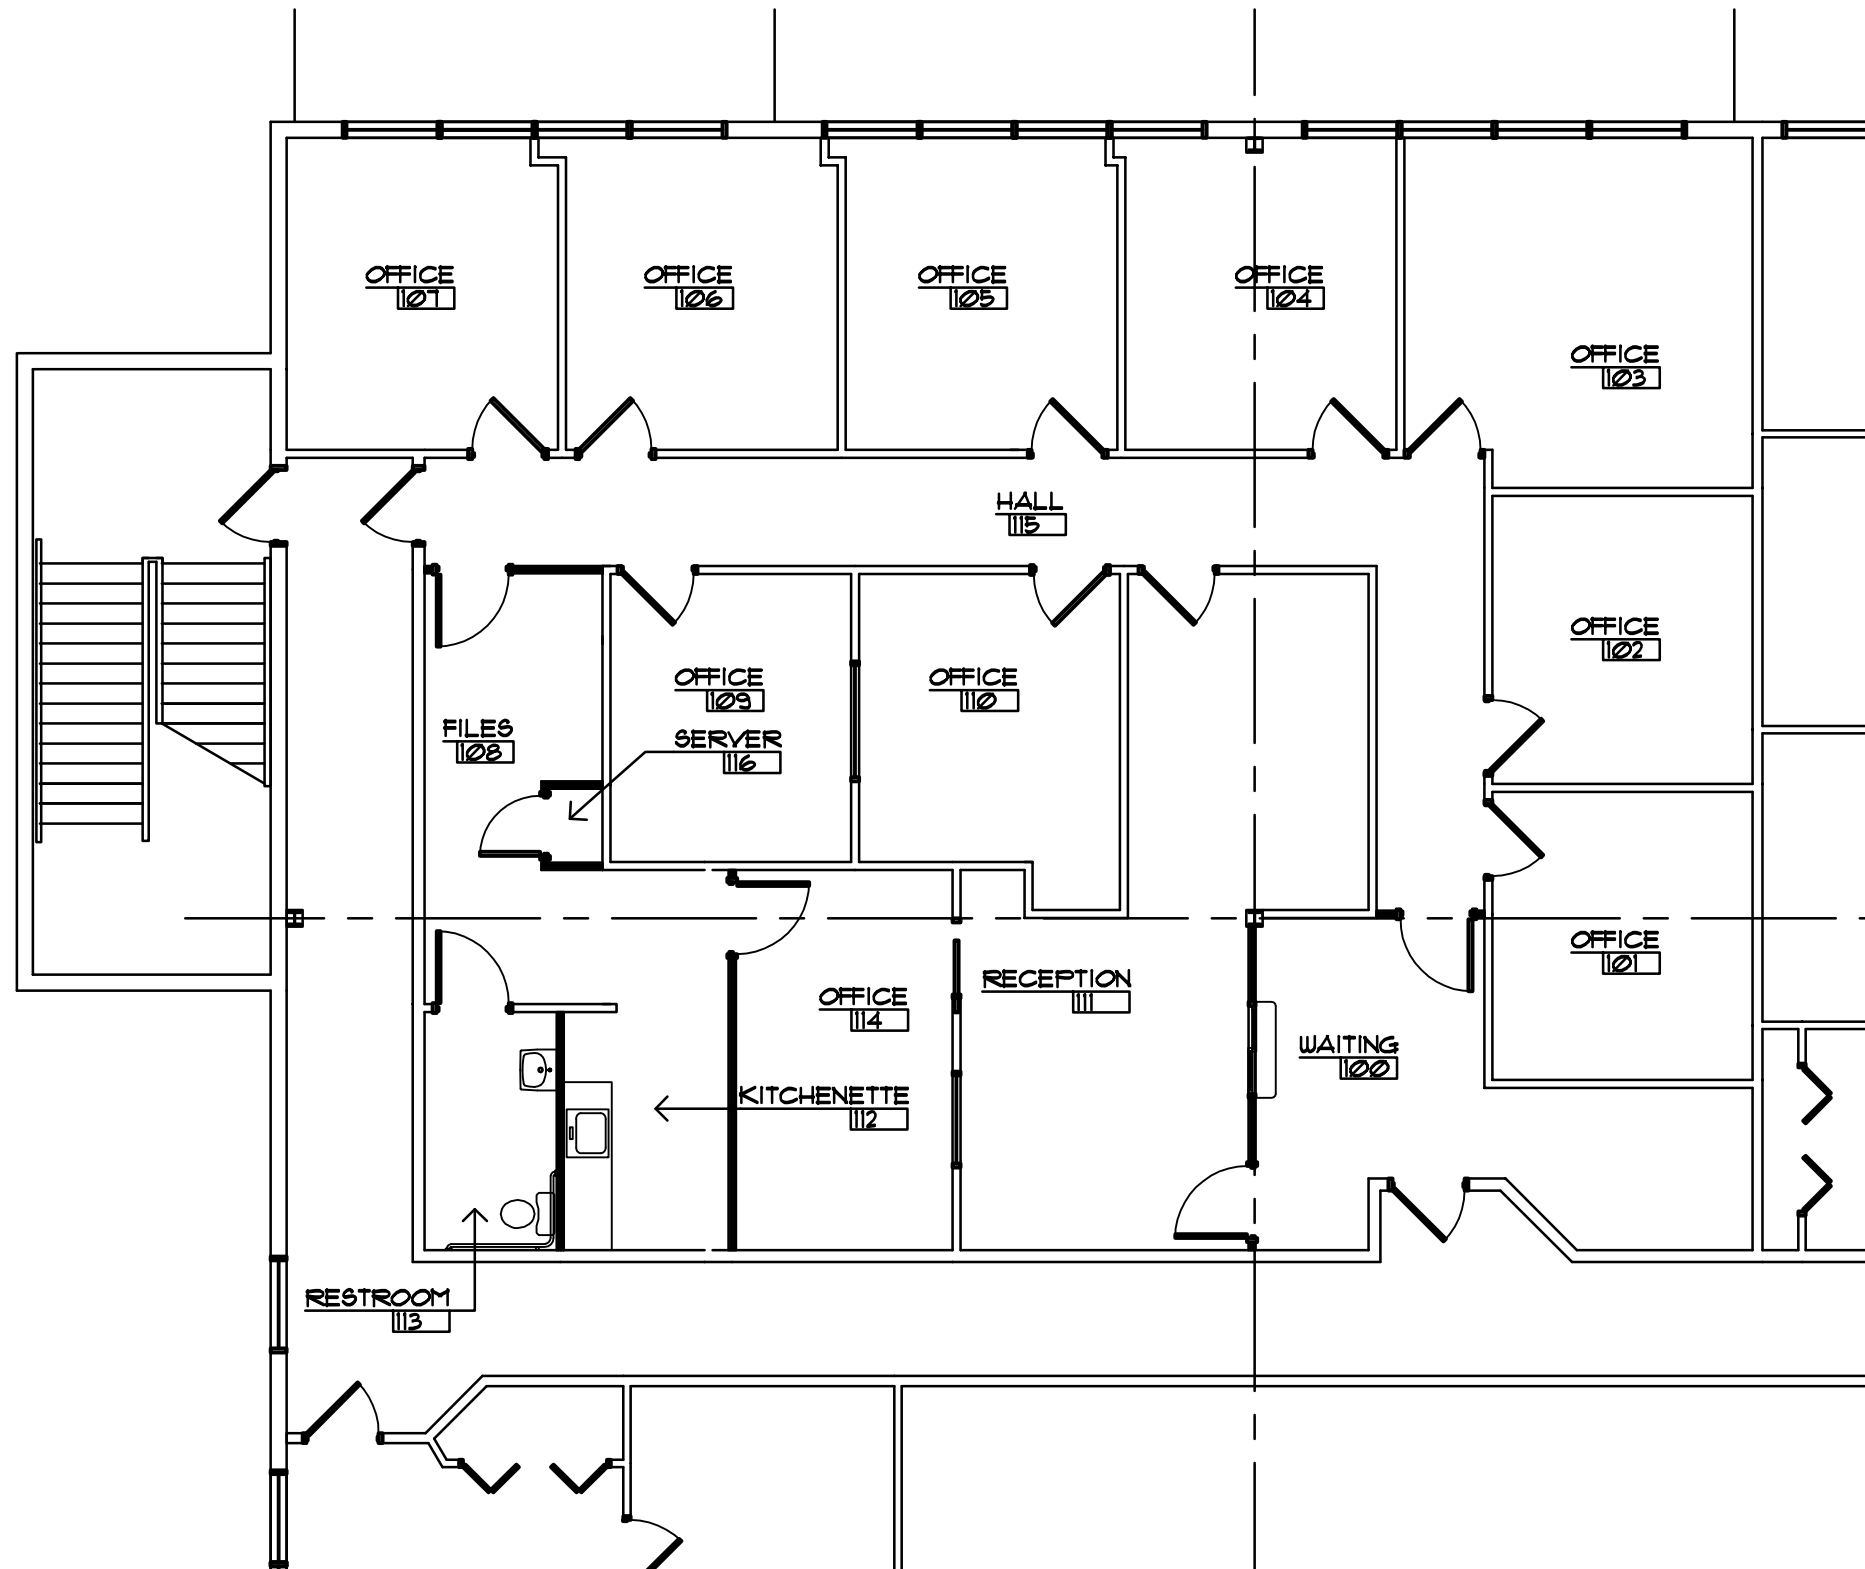 OFFICE
107
OFFICE
106
OFFICE
105
OFFICE
104
OFFICE
103
HALL
115
OFFICE
102
OFFICE
109
OFFICE
110
FILES
108
SERVER
116
OFFICE
101
RECEPTION
111
OFFICE
114
WAITING
100
KITCHENETTE
112
RESTROOM
113